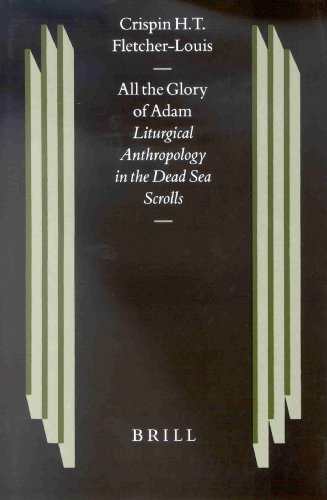 Crispin H.T.
Fletcher-Louis
All the Glory
of Adam
Liturgical
Anthropology
in the Dead Sea
Scrolls
BRILL